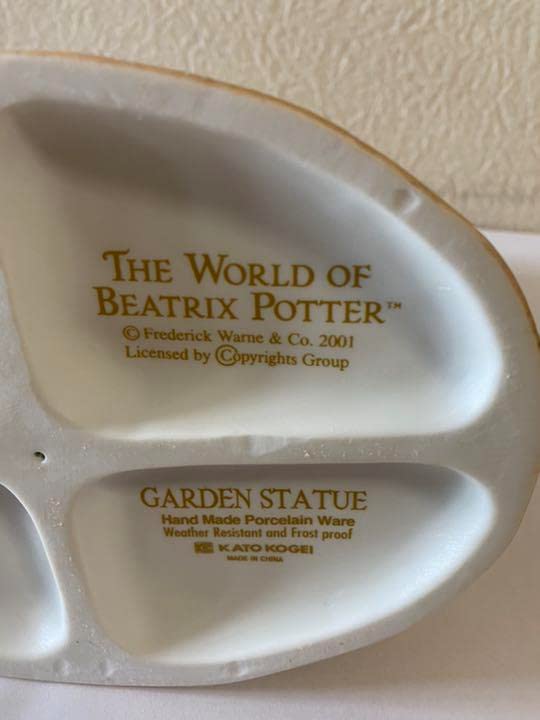 THE WORLD OF
BEATRIX POTTER™
© Frederick Warne & Co. 2001
Licensed by ©opyrights Group
GARDEN STATUE
Hand Made Porcelain Ware
Weather Resistant and Frost proof
KATO KOGEI
MADE IN CHINA